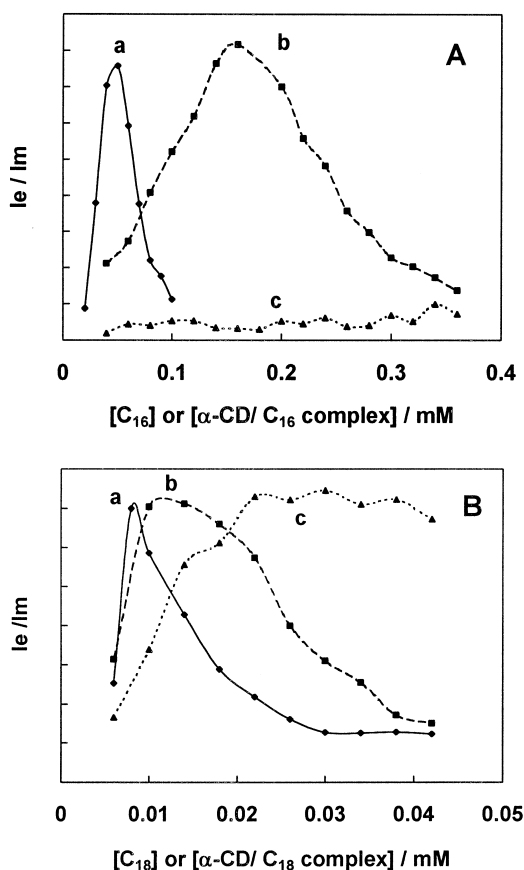 a
b
A
Ie / Im
c
0 0.1 0.2 0.3 0.4
[C₁₆] or [α-CD/ C₁₆ complex] / mM
a
b
B
c
Ie /Im
0 0.01 0.02 0.03 0.04 0.05
[C₁₈] or [α-CD/ C₁₈ complex] / mM